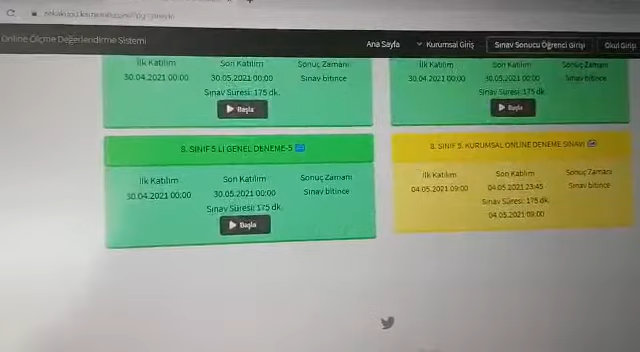 Online Ölçme Değerlendirme Sistemi
Ana Sayfa
Kurumsal Giriş
Sınav Sonucu Öğrenci Girişi
Okul Girişi
İlk Katılım Son Katılım Sonuç Zamanı
30.04.2021 00:00 30.05.2021 00:00 Sınav bitince
Sınav Süresi: 175 dk.
Başla
İlk Katılım Son Katılım Sonuç Zamanı
30.04.2021 00:00 30.05.2021 00:00 Sınav bitince
Sınav Süresi: 175 dk.
Başla
8. SINIF 5 Lİ GENEL DENEME-5
İlk Katılım Son Katılım Sonuç Zamanı
30.04.2021 00:00 30.05.2021 00:00 Sınav bitince
Sınav Süresi: 175 dk.
Başla
8. SINIF 5. KURUMSAL ONLINE DENEME SINAVI
İlk Katılım Son Katılım Sonuç Zamanı
04.05.2021 09:00 04.05.2021 23:45 Sınav bitince
Sınav Süresi: 175 dk.
04.05.2021 09:00